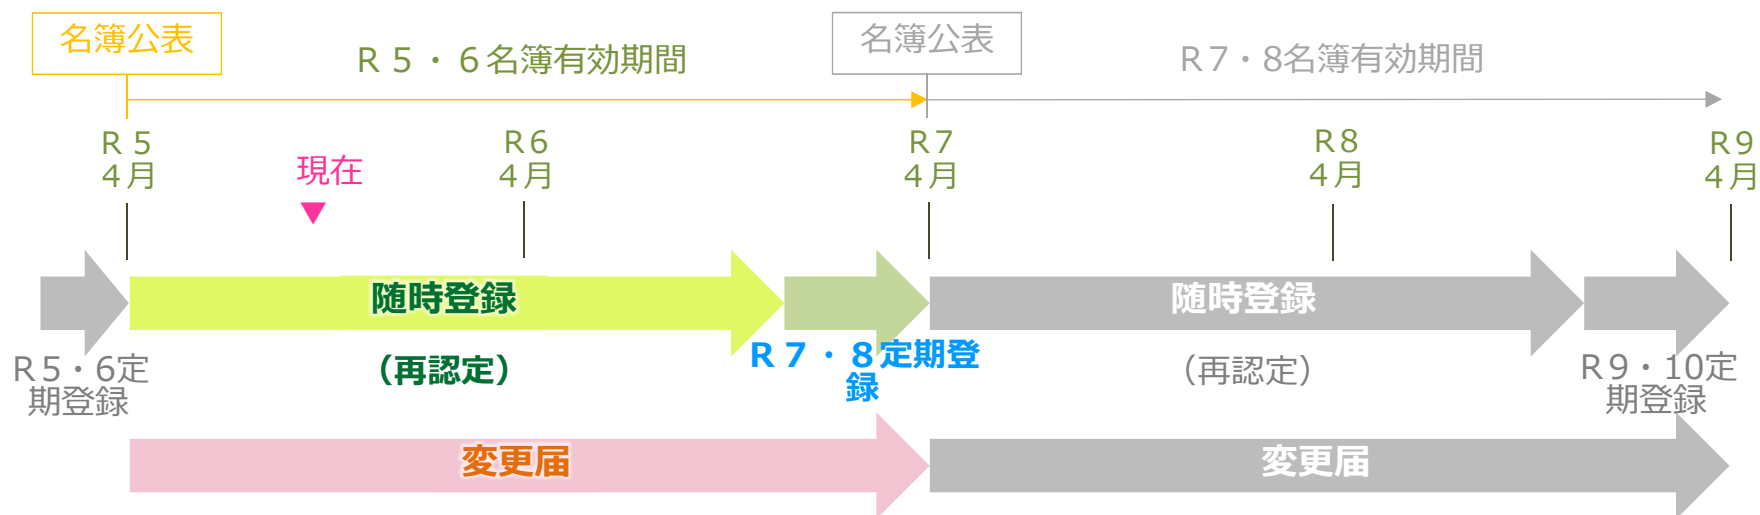 名簿公表
R５・６名簿有効期間
名簿公表
R7・8名簿有効期間
R５
４月
現在
R６
４月
R７
４月
R８
４月
R９
４月
随時登録
随時登録
R５・６定
期登録
（再認定）
R７・８定期登
録
（再認定）
R９・10定
期登録
変更届
変更届